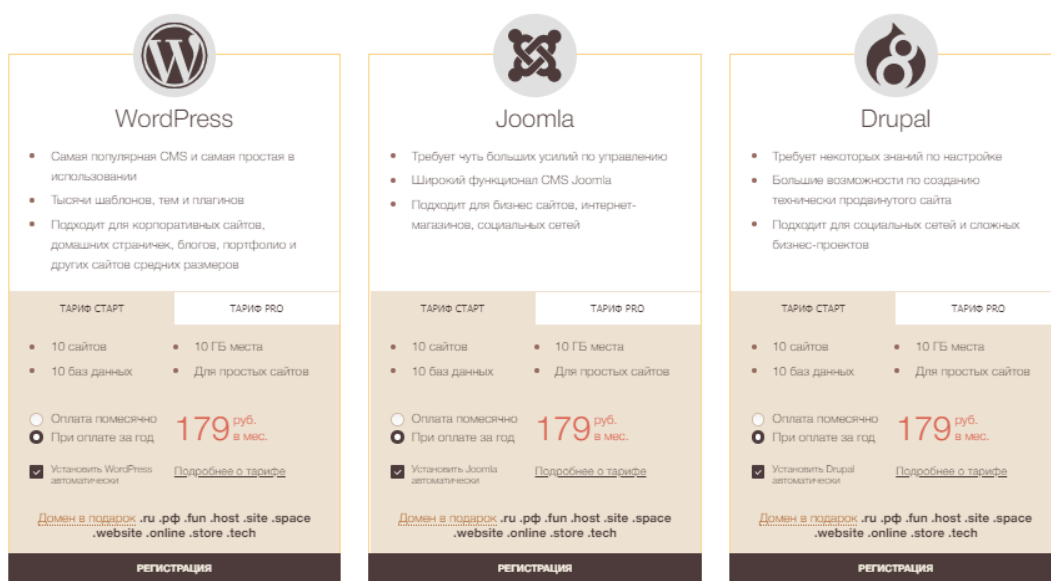 WordPress
Самая популярная CMS и самая простая в
использовании
Тысячи шаблонов, тем и плагинов
Подходит для корпоративных сайтов,
домашних страничек, блогов, портфолио и
других сайтов средних размеров
ТАРИФ СТАРТ
ТАРИФ PRO
10 сайтов
10 ГБ места
10 баз данных
Для простых сайтов
Оплата помесячно
При оплате за год
179 руб.
в мес.
Установить WordPress
автоматически
Подробнее о тарифе
Домен в подарок .ru .рф .fun .host .site .space
.website .online .store .tech
РЕГИСТРАЦИЯ
Joomla
Требует чуть больших усилий по управлению
Широкий функционал CMS Joomla
Подходит для бизнес сайтов, интернет-
магазинов, социальных сетей
ТАРИФ СТАРТ
ТАРИФ PRO
10 сайтов
10 ГБ места
10 баз данных
Для простых сайтов
Оплата помесячно
При оплате за год
179 руб.
в мес.
Установить Joomla
автоматически
Подробнее о тарифе
Домен в подарок .ru .рф .fun .host .site .space
.website .online .store .tech
РЕГИСТРАЦИЯ
Drupal
Требует некоторых знаний по настройке
Большие возможности по созданию
технически продвинутого сайта
Подходит для социальных сетей и сложных
бизнес-проектов
ТАРИФ СТАРТ
ТАРИФ PRO
10 сайтов
10 ГБ места
10 баз данных
Для простых сайтов
Оплата помесячно
При оплате за год
179 руб.
в мес.
Установить Drupal
автоматически
Подробнее о тарифе
Домен в подарок .ru .рф .fun .host .site .space
.website .online .store .tech
РЕГИСТРАЦИЯ